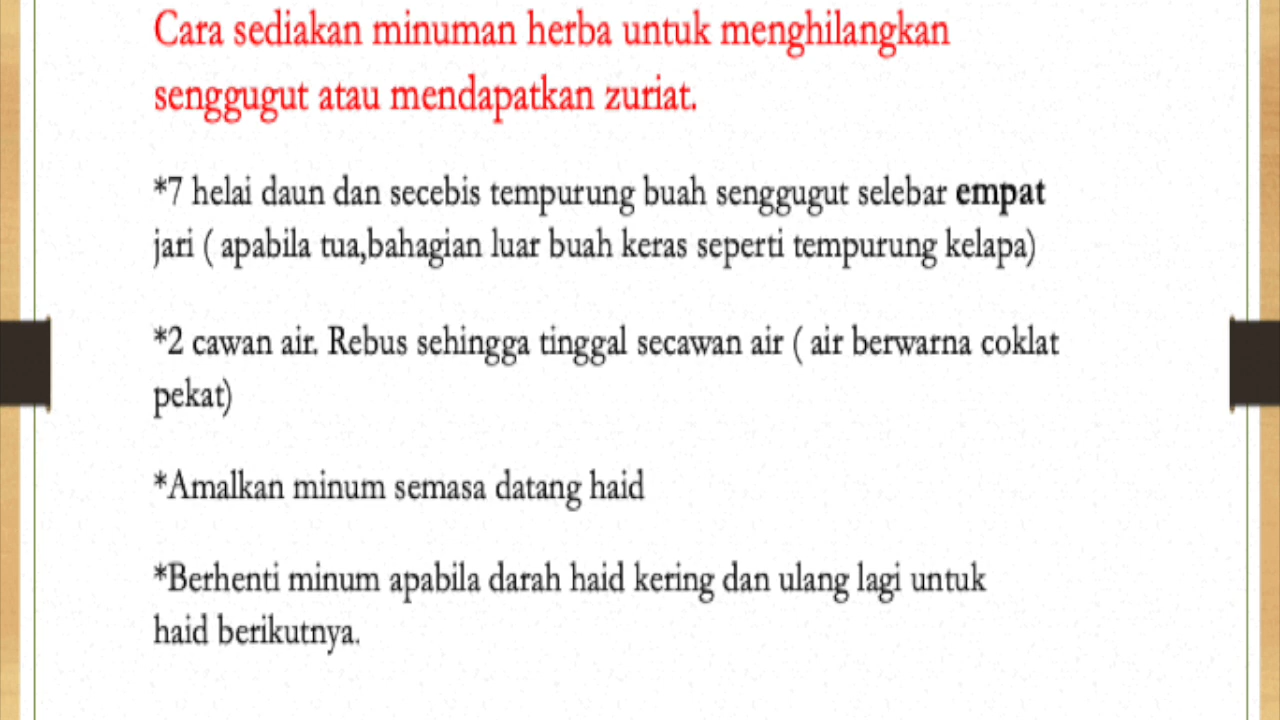 Cara sediakan minuman herba untuk menghilangkan
senggugut atau mendapatkan zuriat.
*7 helai daun dan secebis tempurung buah senggugut selebar empat
jari ( apabila tua,bahagian luar buah keras seperti tempurung kelapa)
*2 cawan air. Rebus sehingga tinggal secawan air ( air berwarna coklat
pekat)
*Amalkan minum semasa datang haid
*Berhenti minum apabila darah haid kering dan ulang lagi untuk
haid berikutnya.